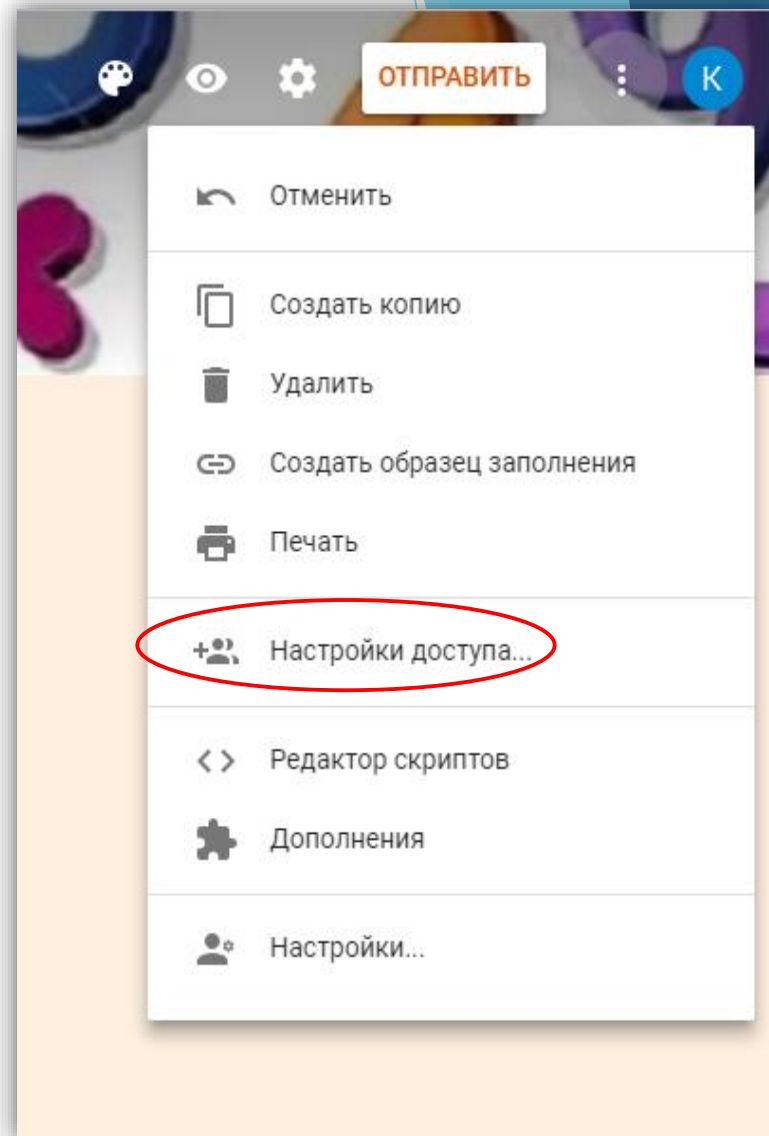 ОТПРАВИТЬ
К
Отменить
Создать копию
Удалить
Создать образец заполнения
Печать
Настройки доступа...
Редактор скриптов
Дополнения
Настройки...